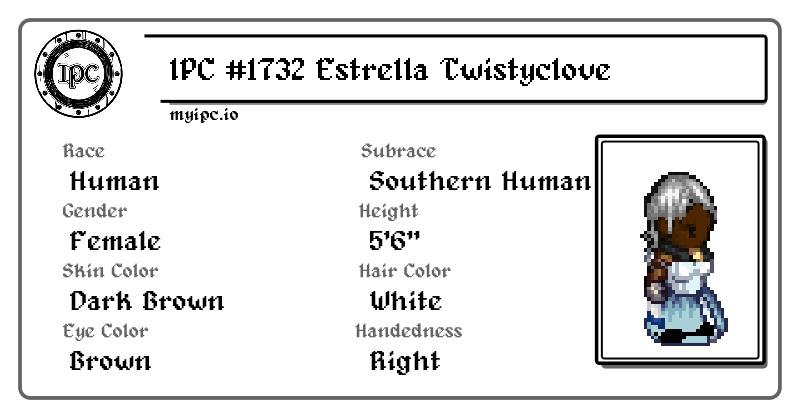 IPC
IPC #1732 Estrella Twistyclove
myipc.io
Race
Human
Subrace
Southern Human
Gender
Female
Height
5'6"
Skin Color
Dark Brown
Hair Color
White
Eye Color
Brown
Handedness
Right